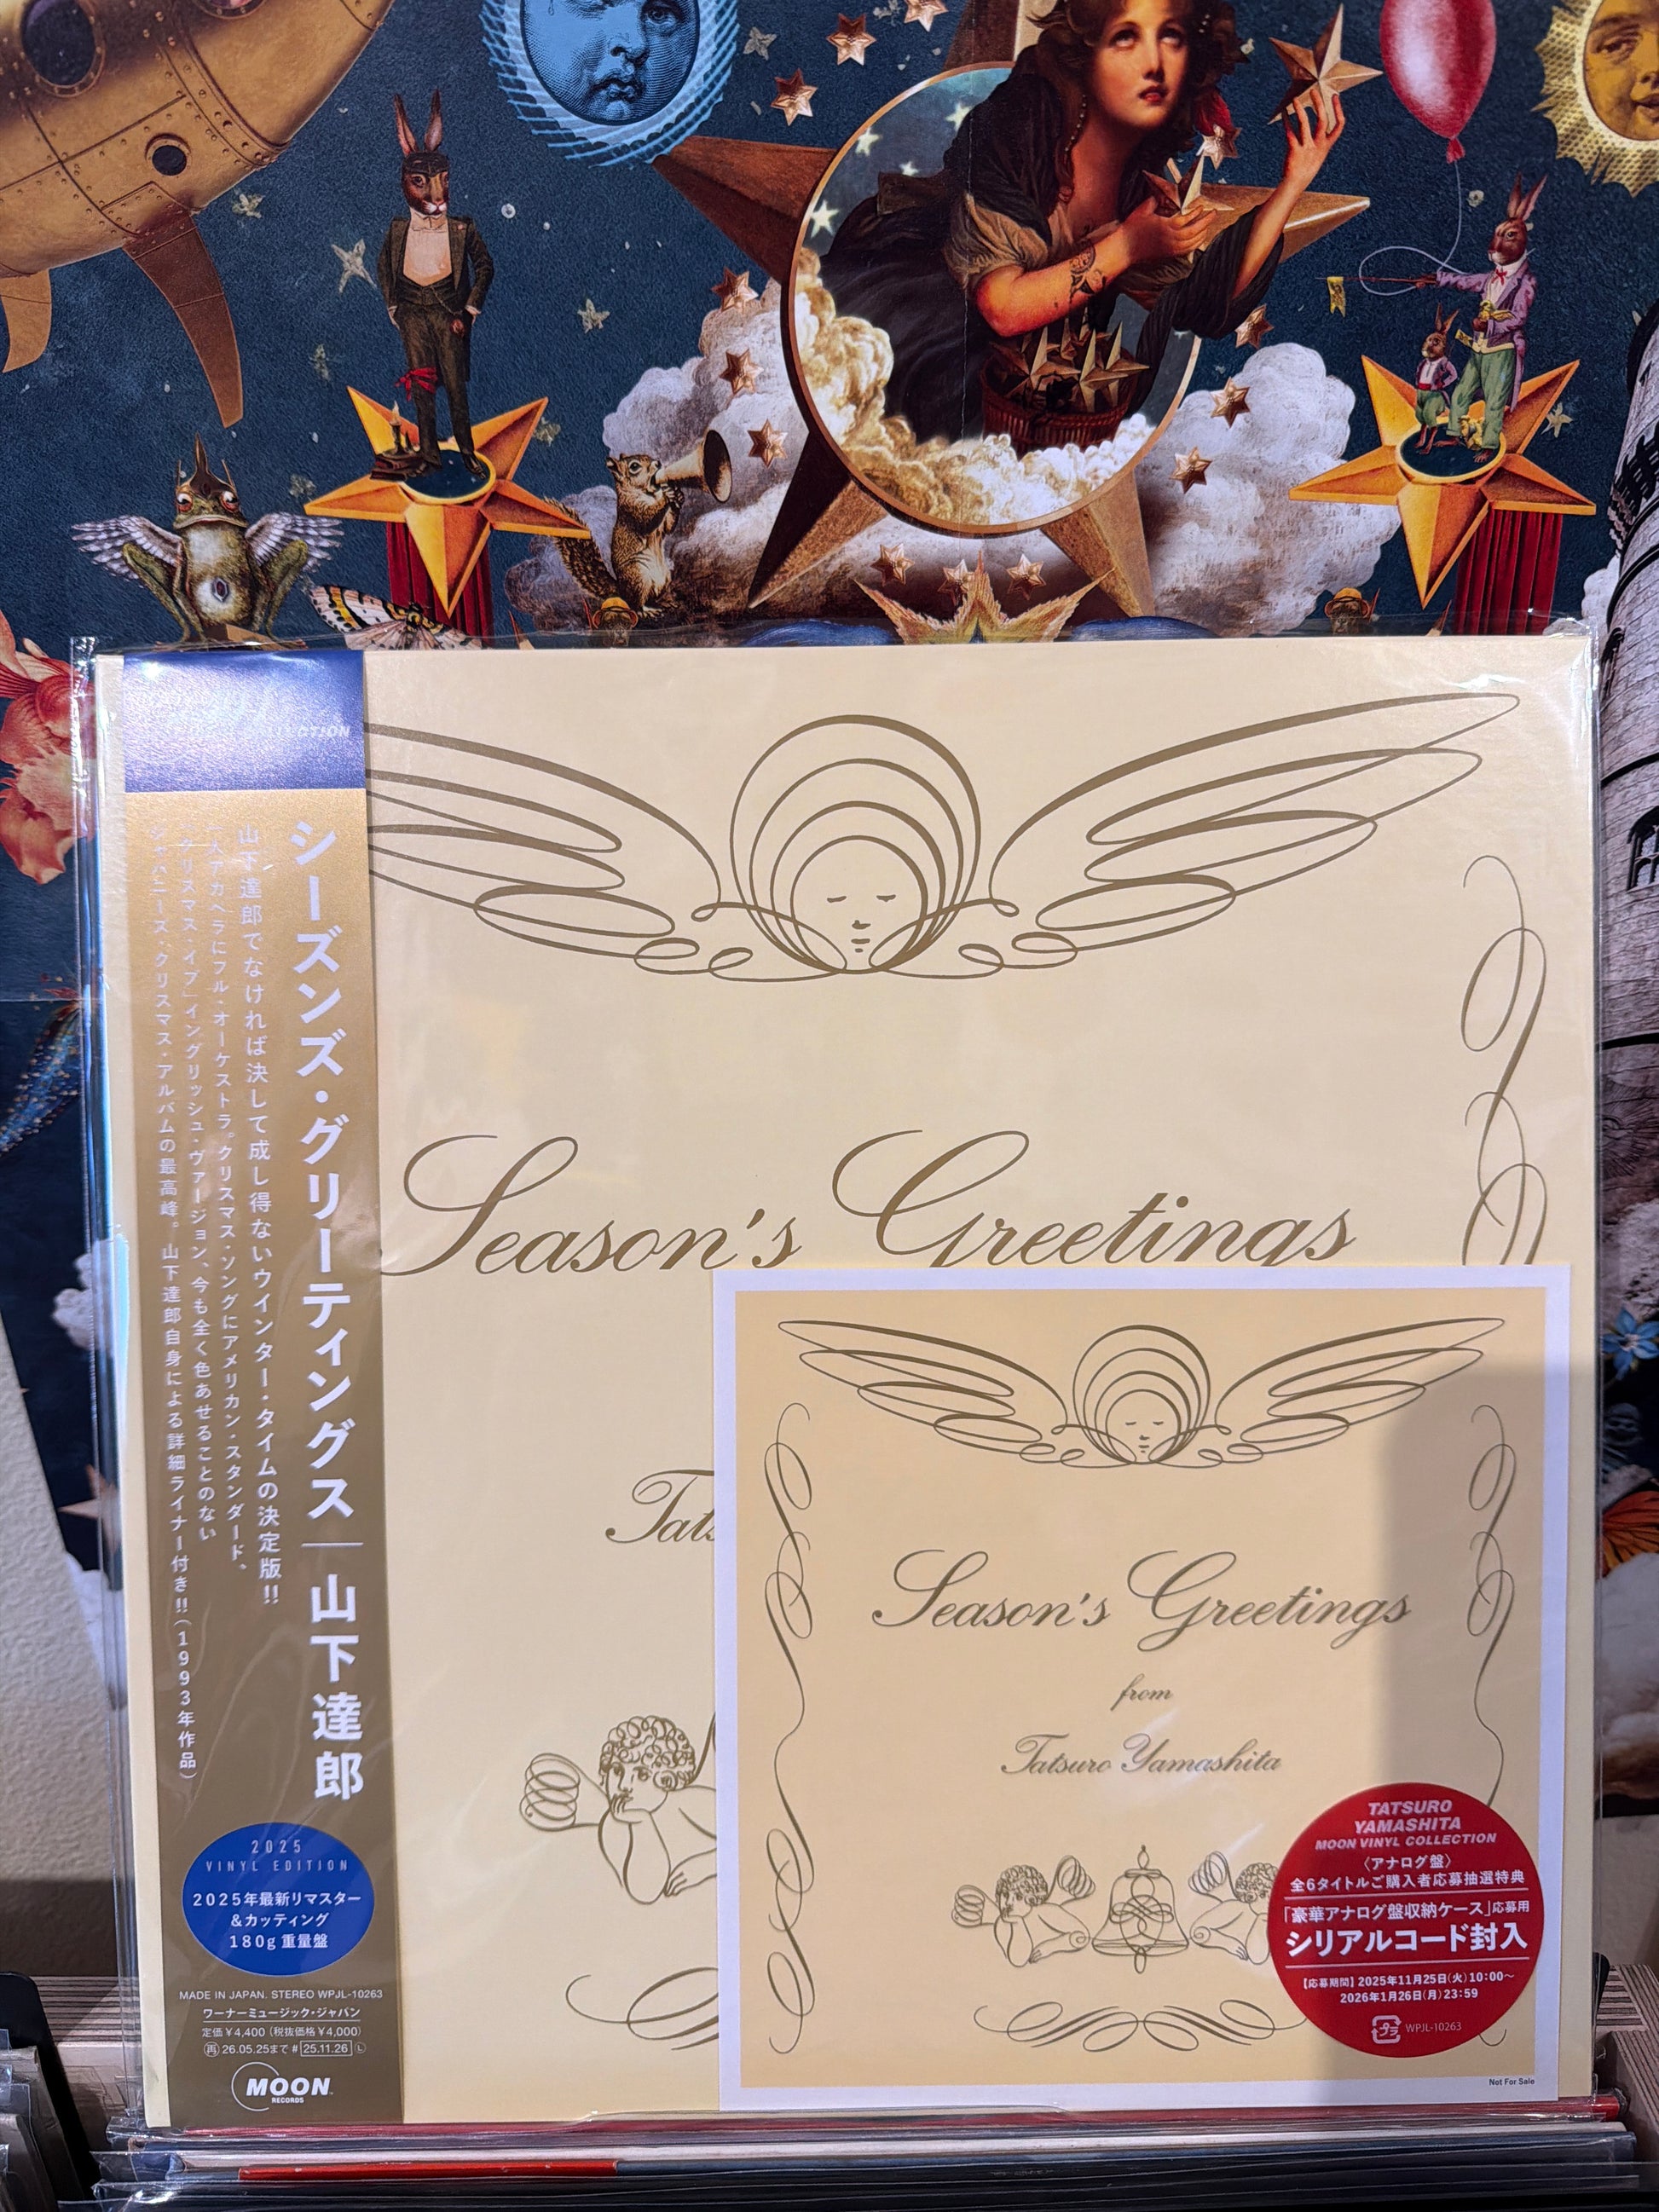 COLLECTION
シーズンズ・グリーティングス｜山下達郎
山下達郎でなければ決して成し得ないウインター・タイムの決定版!!
一人アカペラにフル・オーケストラ。クリスマス・ソングにアメリカン・スタンダード、
「クリスマス・イブ」イングリッシュ・ヴァージョン、今も全く色あせることのない
ジャパニーズ・クリスマス・アルバムの最高峰。山下達郎自身による詳細ライナー付き!!（1993年作品）
2025
VINYL EDITION
2025年最新リマスター
&カッティング
180g 重量盤
MADE IN JAPAN. STEREO WPJL-10263
ワーナーミュージック・ジャパン
定価￥4,400（税抜価格￥4,000）
再 26.05.25まで # 25.11.26 L
MOON
RECORDS
Season's Greetings
Tats
Season's Greetings
from
Tatsuro Yamashita
TATSURO
YAMASHITA
MOON VINYL COLLECTION
〈アナログ盤〉
全6タイトルご購入者応募抽選特典
「豪華アナログ盤収納ケース」応募用
シリアルコード封入
【応募期間】2025年11月25日(火)10:00〜
2026年1月26日(月)23:59
プラ WPJL-10263
Not For Sale